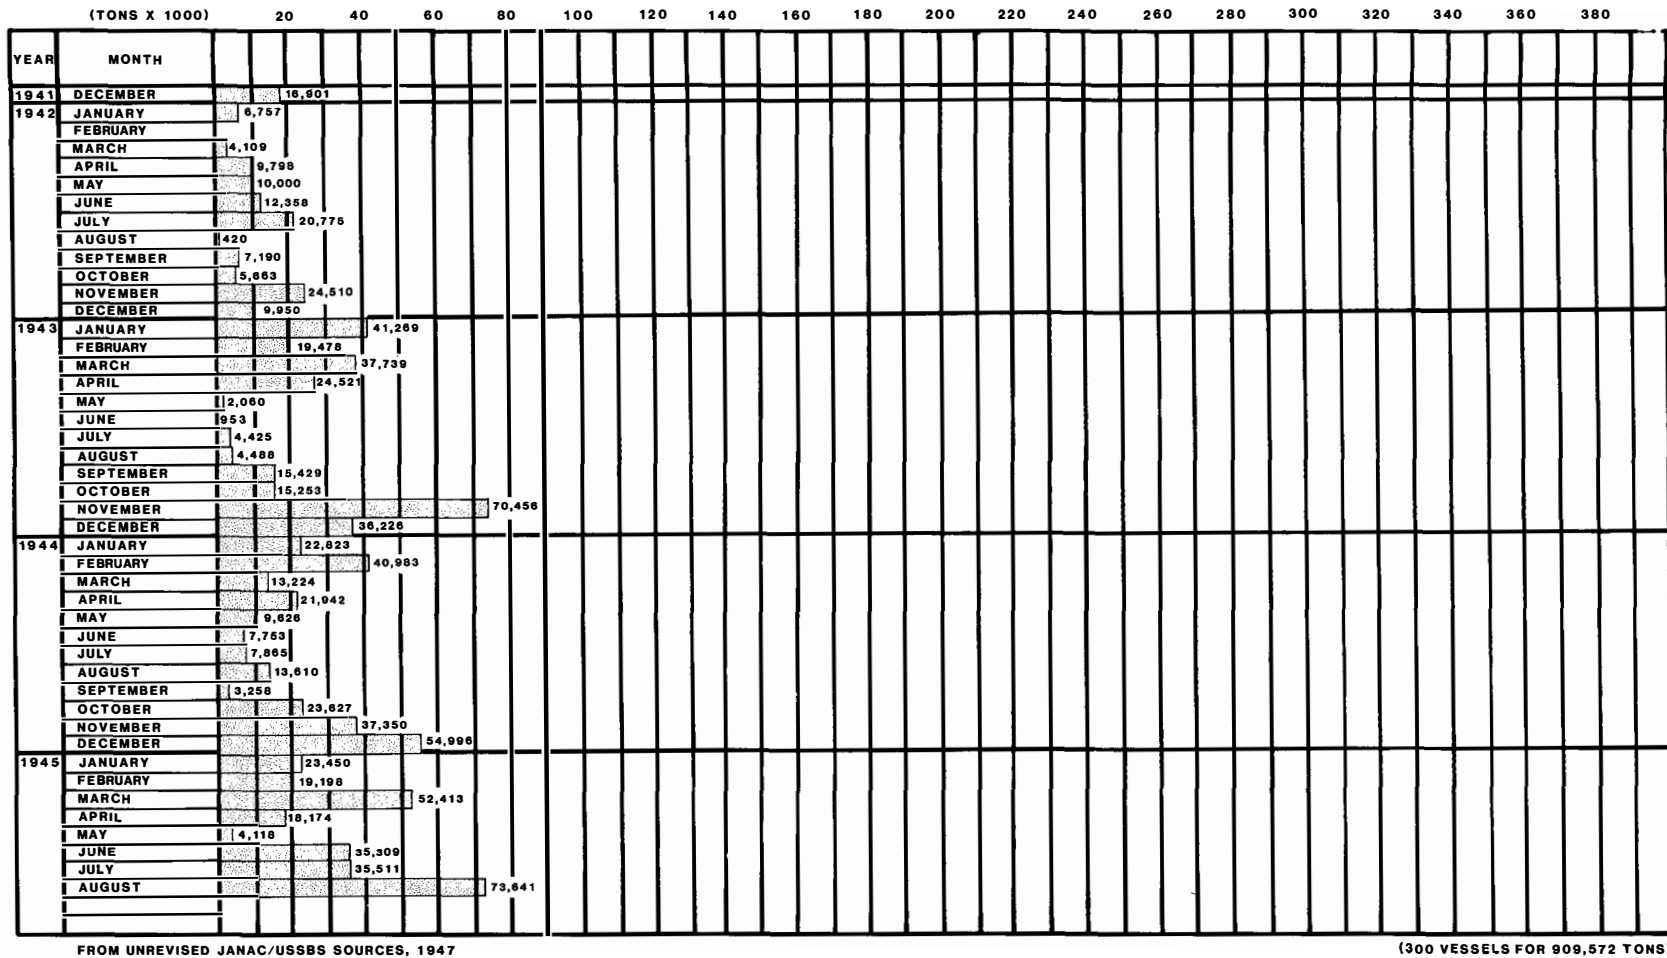 (TONS X 1000) 20 40 60 80 100 120 140 160 180 200 220 240 260 280 300 320 340 360 380
YEAR MONTH
1941 DECEMBER 16,901
1942 JANUARY 6,757
FEBRUARY
MARCH 4,109
APRIL 9,798
MAY 10,000
JUNE 12,358
JULY 20,775
AUGUST 420
SEPTEMBER 7,190
OCTOBER 5,663
NOVEMBER 24,510
DECEMBER 9,950
1943 JANUARY 41,269
FEBRUARY 19,478
MARCH 37,739
APRIL 24,521
MAY 2,060
JUNE 953
JULY 4,425
AUGUST 4,488
SEPTEMBER 15,429
OCTOBER 15,253
NOVEMBER 70,456
DECEMBER 36,226
1944 JANUARY 22,823
FEBRUARY 40,983
MARCH 13,224
APRIL 21,942
MAY 9,626
JUNE 7,753
JULY 7,865
AUGUST 13,610
SEPTEMBER 3,258
OCTOBER 23,627
NOVEMBER 37,350
DECEMBER 54,996
1945 JANUARY 23,450
FEBRUARY 19,198
MARCH 52,413
APRIL 18,174
MAY 4,118
JUNE 35,309
JULY 35,511
AUGUST 73,641
FROM UNREVISED JANAC/USSBS SOURCES, 1947 (300 VESSELS FOR 909,572 TONS